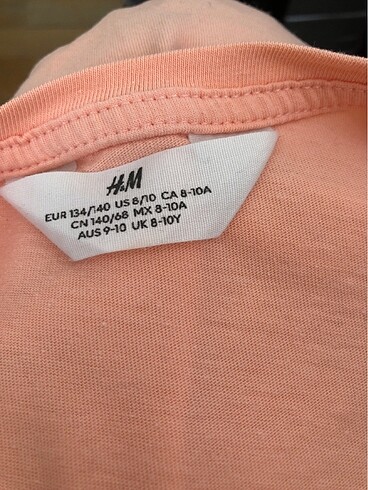 H&M
EUR 134/140 US 8/10 CA 8-10A
CN 140/68 MX 8-10A
AUS 9-10 UK 8-10Y